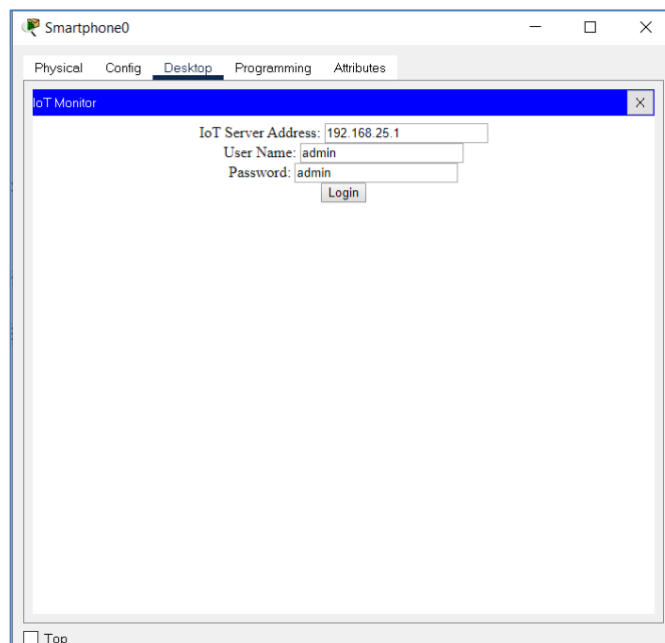 Smartphone0
Physical Config Desktop Programming Attributes
IoT Monitor X
IoT Server Address: 192.168.25.1
User Name: admin
Password: admin
Login
Top